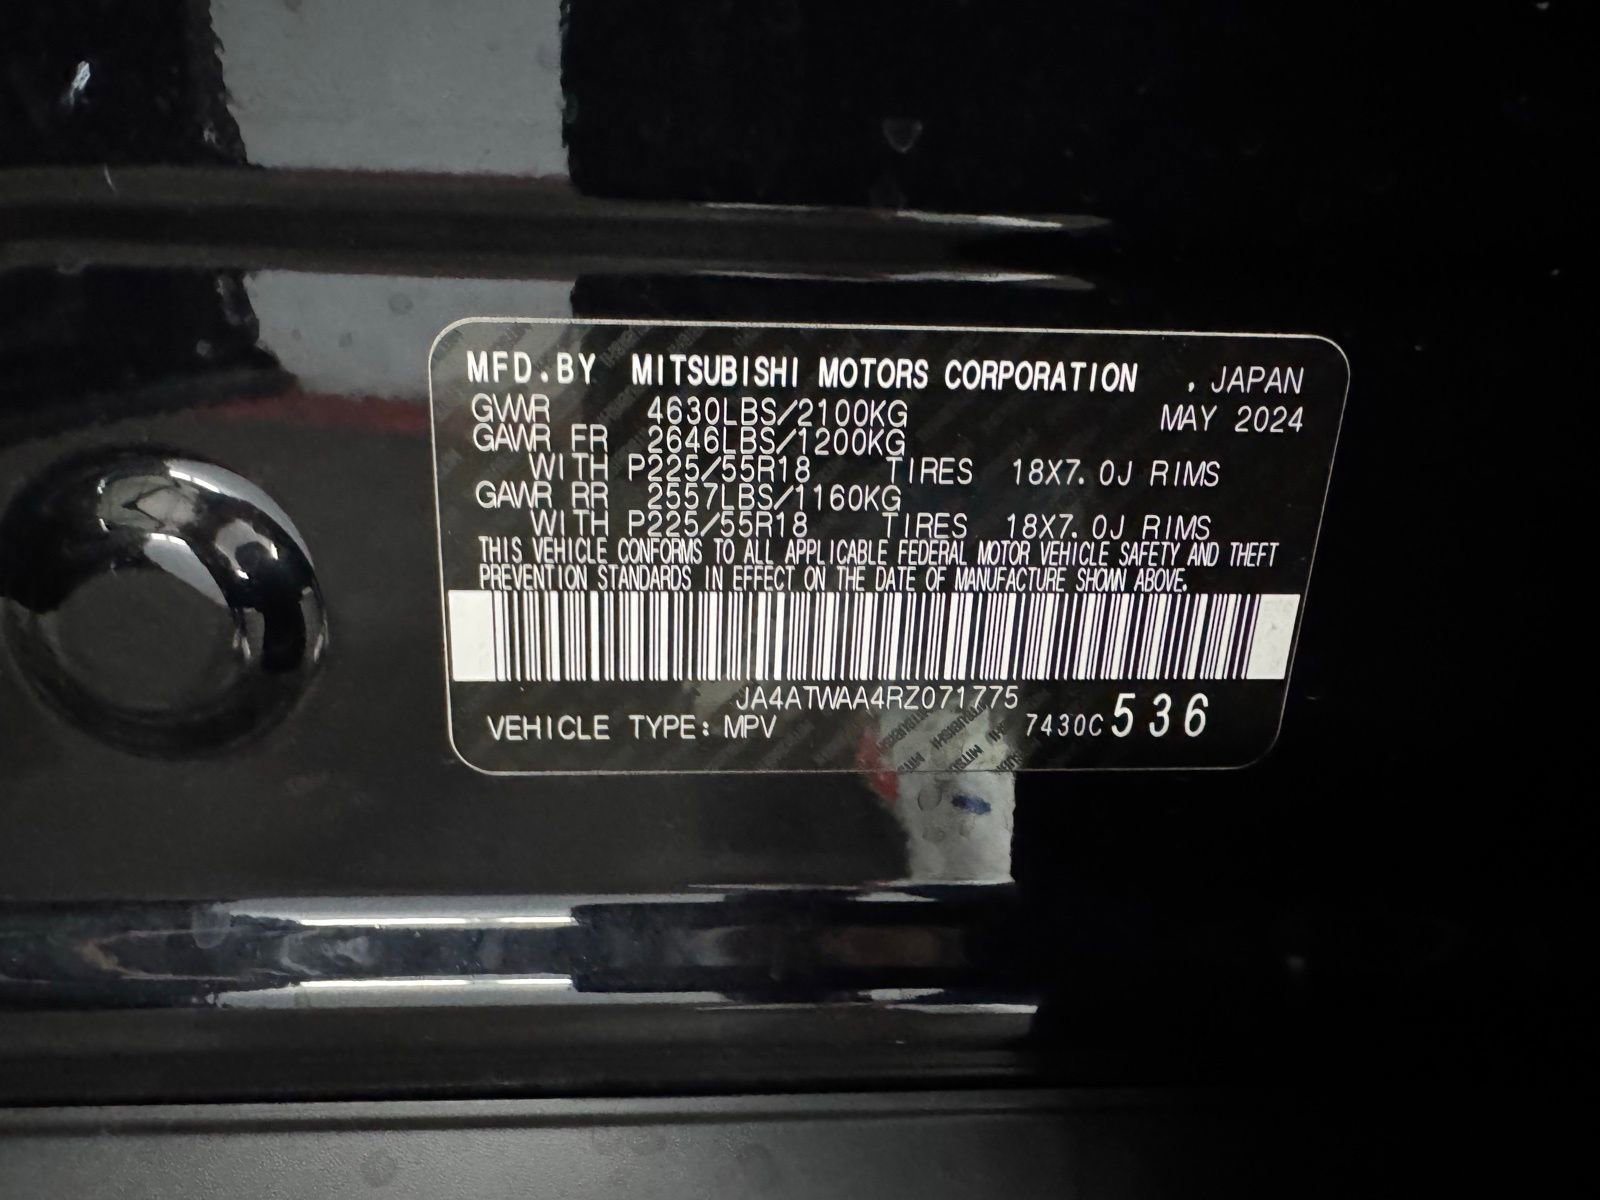 MFD.BY MITSUBISHI MOTORS CORPORATION , JAPAN
GVWR 4630LBS/2100KG MAY 2024
GAWR FR 2646LBS/1200KG
WITH P225/55R18 TIRES 18X7.0J RIMS
GAWR RR 2557LBS/1160KG
WITH P225/55R18 TIRES 18X7.0J RIMS
THIS VEHICLE CONFORMS TO ALL APPLICABLE FEDERAL MOTOR VEHICLE SAFETY AND THEFT
PREVENTION STANDARDS IN EFFECT ON THE DATE OF MANUFACTURE SHOWN ABOVE.
JA4ATWAA4RZ071775
VEHICLE TYPE: MPV 7430C 536